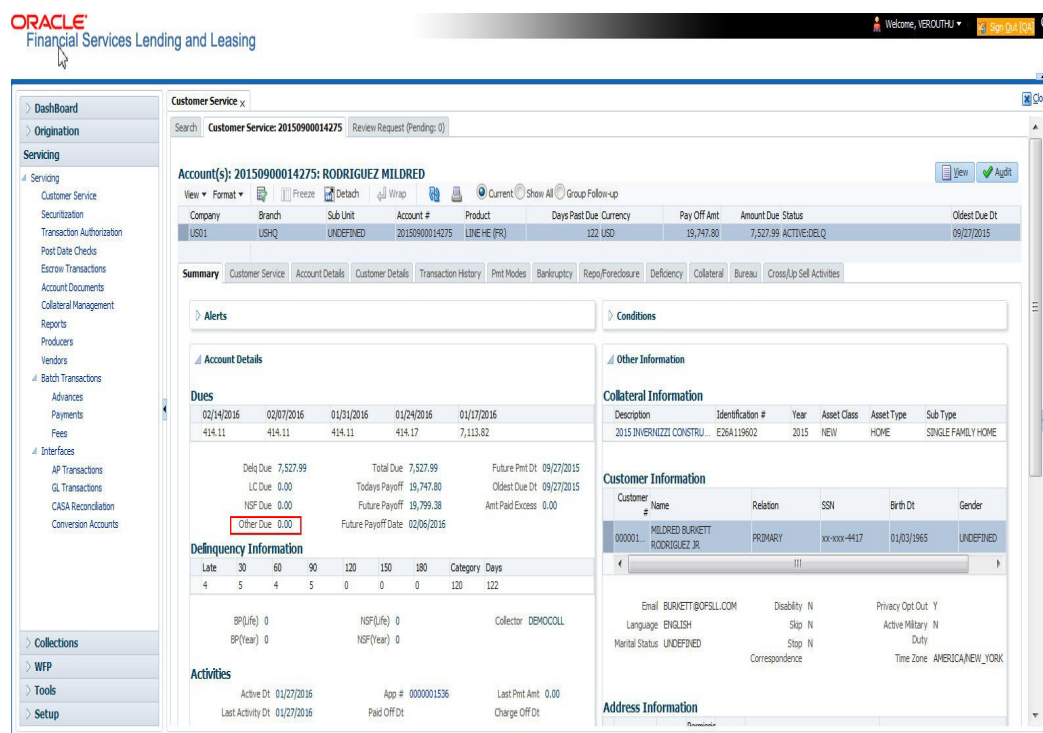 ORACLE
Financial Services Lending and Leasing
Welcome, VEROUTHU
Sign Out [QA]
DashBoard
Origination
Servicing
Servicing
Customer Service
Securitization
Transaction Authorization
Post Date Checks
Escrow Transactions
Account Documents
Collateral Management
Reports
Producers
Vendors
Batch Transactions
Advances
Payments
Fees
Interfaces
AP Transactions
GL Transactions
CASA Reconciliation
Conversion Accounts
Collections
WFP
Tools
Setup
Customer Service x
Clo
Search Customer Service: 20150900014275 Review Request (Pending: 0)
Account(s): 20150900014275: RODRIGUEZ MILDRED
View Audit
View Format Freeze Detach Wrap Current Show All Group Follow-up
Company Branch Sub Unit Account # Product Days Past Due Currency Pay Off Amt Amount Due Status Oldest Due Dt
US01 USHQ UNDEFINED 20150900014275 LINE HE (FR) 122 USD 19,747.80 7,527.99 ACTIVE:DELQ 09/27/2015
Summary Customer Service Account Details Customer Details Transaction History Pmt Modes Bankruptcy Repo/Foreclosure Deficiency Collateral Bureau Cross/Up Sell Activities
Alerts
Account Details
Dues
02/14/2016 02/07/2016 01/31/2016 01/24/2016 01/17/2016
414.11 414.11 414.11 414.17 7,113.82
Delq Due 7,527.99 Total Due 7,527.99 Future Pmt Dt 09/27/2015
LC Due 0.00 Todays Payoff 19,747.80 Oldest Due Dt 09/27/2015
NSF Due 0.00 Future Payoff 19,799.38 Amt Paid Excess 0.00
Other Due 0.00 Future Payoff Date 02/06/2016
Delinquency Information
Late 30 60 90 120 150 180 Category Days
4 5 4 5 0 0 0 120 122
BP(Life) 0 NSF(Life) 0 Collector DEMOCOLL
BP(Year) 0 NSF(Year) 0
Activities
Active Dt 01/27/2016 App # 0000001536 Last Pmt Amt 0.00
Last Activity Dt 01/27/2016 Paid Off Dt Charge Off Dt
Conditions
Other Information
Collateral Information
Description Identification # Year Asset Class Asset Type Sub Type
2015 INVERNIZZI CONSTRU... E26A119602 2015 NEW HOME SINGLE FAMILY HOME
Customer Information
Customer # Name Relation SSN Birth Dt Gender
000001... MILDRED BURKETT RODRIGUEZ JR PRIMARY xx-xxx-4417 01/03/1965 UNDEFINED
Email BURKETT@OFSLL.COM Disability N Privacy Opt Out Y
Language ENGLISH Skip N Active Military Duty N
Marital Status UNDEFINED Stop Correspondence N
Time Zone AMERICA/NEW_YORK
Address Information